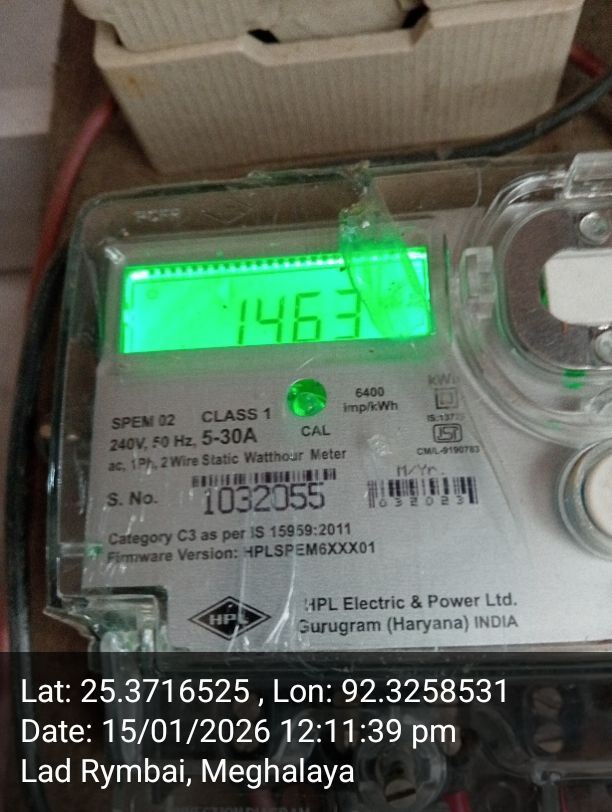 1463
SPEM 02 CLASS 1
240V, 50 Hz, 5-30A
CAL
6400
imp/kWh
ac, 1Ph, 2Wire Static Watthour Meter
CM/L-9190783
S. No. 1032055
M/Yr.
032023
Category C3 as per IS 15959:2011
Firmware Version: HPLSPEM6XXX01
HPL
HPL Electric & Power Ltd.
Gurugram (Haryana) INDIA
Lat: 25.3716525 , Lon: 92.3258531
Date: 15/01/2026 12:11:39 pm
Lad Rymbai, Meghalaya